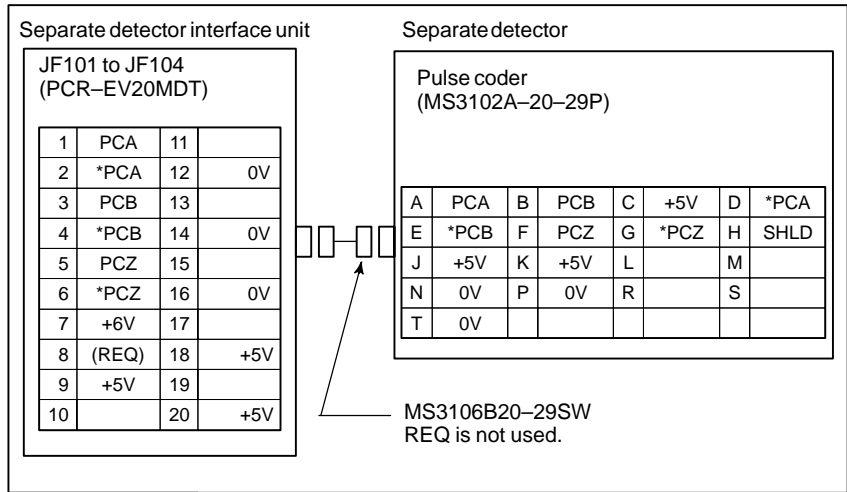 Separate detector interface unit
Separate detector
JF101 to JF104
(PCR–EV20MDT)
Pulse coder
(MS3102A–20–29P)
1 PCA 11
2 *PCA 12 0V
3 PCB 13
4 *PCB 14 0V
5 PCZ 15
6 *PCZ 16 0V
7 +6V 17
8 (REQ) 18 +5V
9 +5V 19
10 20 +5V
A PCA B PCB C +5V D *PCA
E *PCB F PCZ G *PCZ H SHLD
J +5V K +5V L M
N 0V P 0V R S
T 0V
MS3106B20–29SW
REQ is not used.